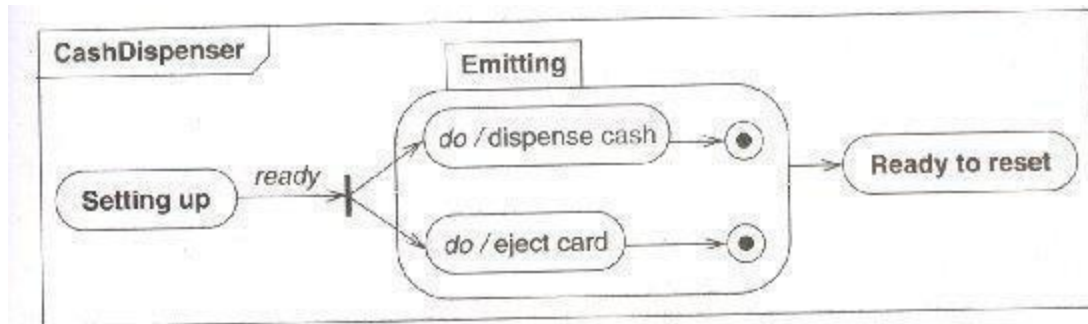 CashDispenser
Emitting
do / dispense cash
Setting up
ready
Ready to reset
do / eject card